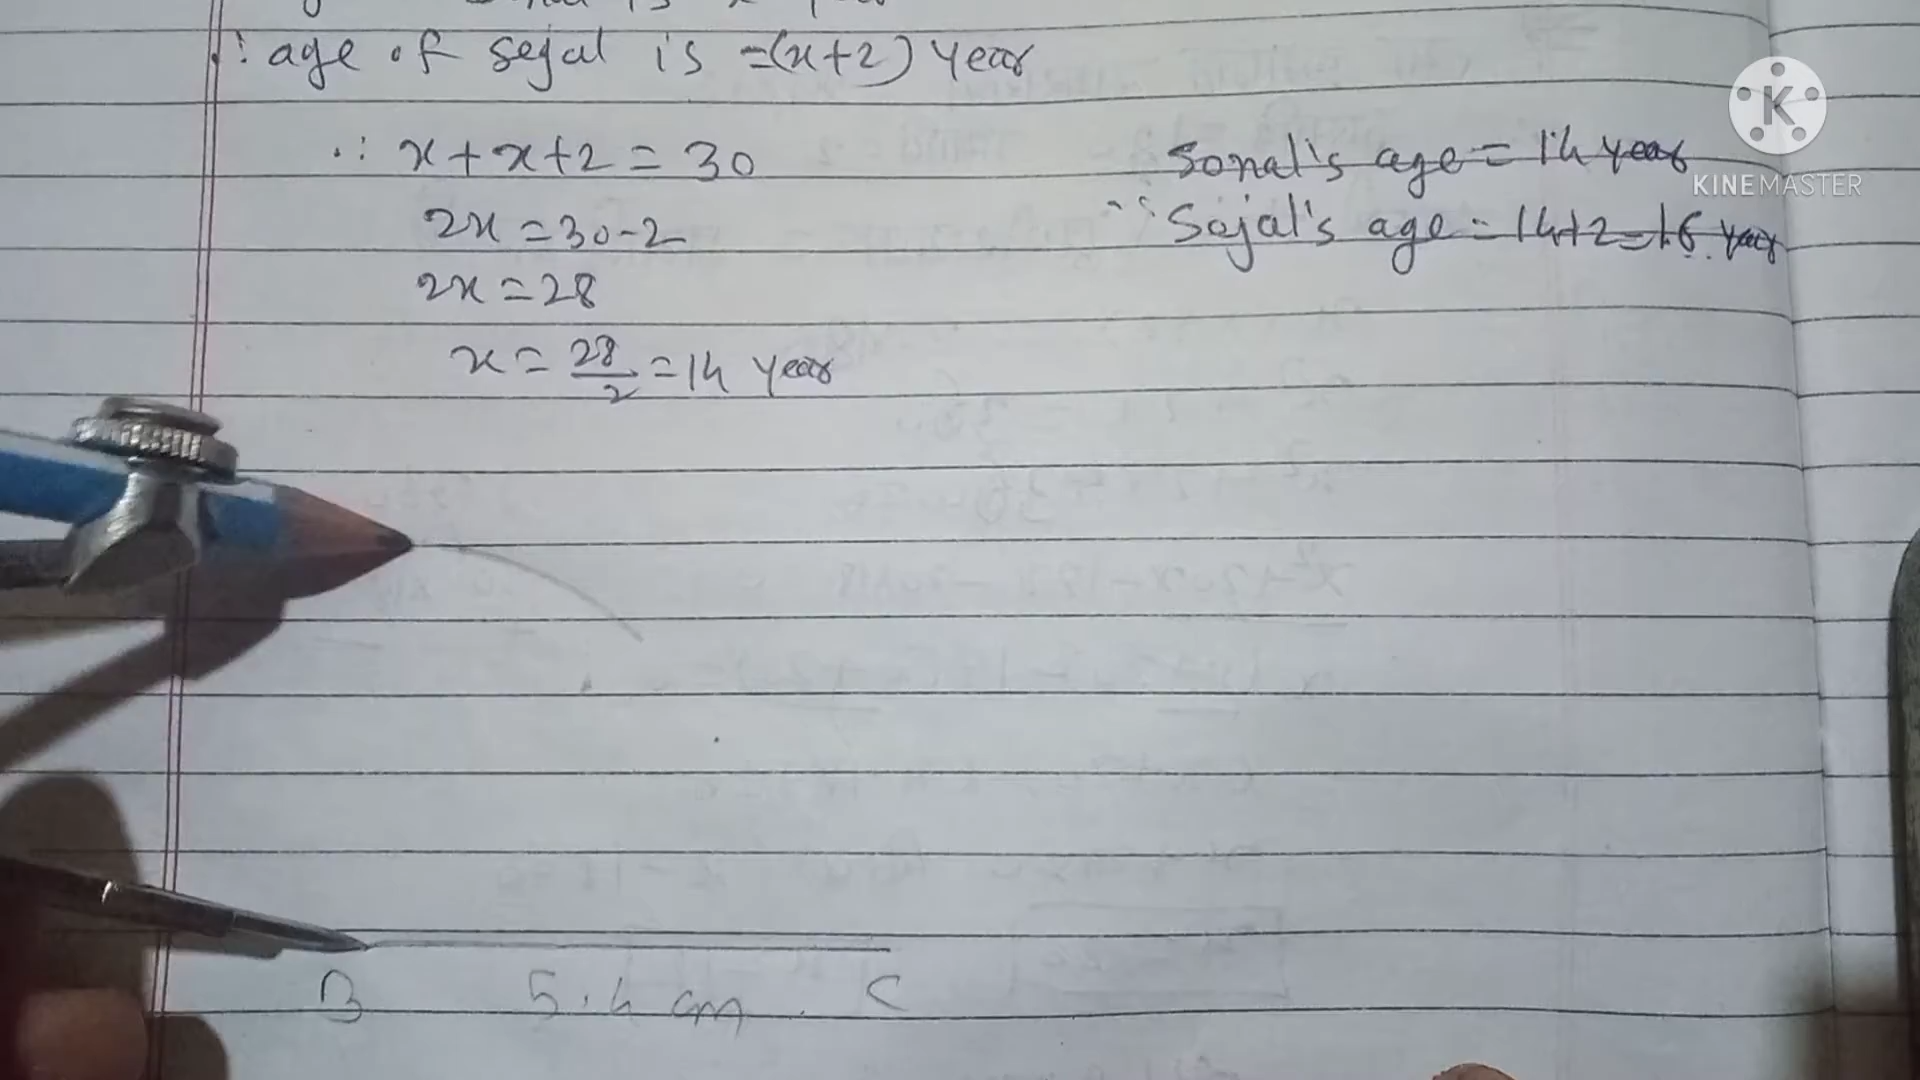 ∴ age of sejal is =(x+2) year
∴ x+x+2=30
2x=30-2
2x=28
x=28/2=14 year
Sonal's age=14 year
∴ Sajal's age=14+2=16 year
B 5.4 cm. C
KINEMASTER